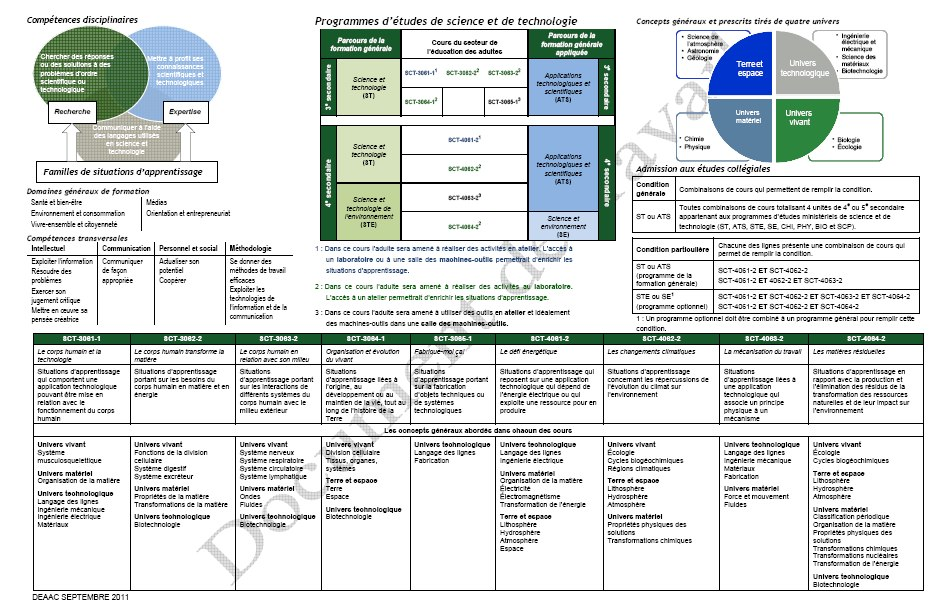 Compétences disciplinaires
Chercher des réponses
ou des solutions à des
problèmes d'ordre
scientifique ou
technologique
Mettre à profit ses
connaissances
scientifiques et
technologiques
Recherche
Expertise
Communiquer à l'aide
des langages utilisés
en science et
technologie
Familles de situations d'apprentissage
Domaines généraux de formation
Santé et bien-être
Environnement et consommation
Vivre-ensemble et citoyenneté
Médias
Orientation et entrepreneuriat
Compétences transversales
Intellectuel
Exploiter l'information
Résoudre des
problèmes
Exercer son
jugement critique
Mettre en œuvre sa
pensée créatrice
Communication
Communiquer
de façon
appropriée
Personnel et social
Actualiser son
potentiel
Coopérer
Méthodologie
Se donner des
méthodes de travail
efficaces
Exploiter les
technologies de
l'information et de la
communication
Programmes d'études de science et de technologie
Parcours de la
formation générale
Cours du secteur de
l'éducation des adultes
Parcours de la
formation générale
appliquée
3e secondaire
Science et
technologie
(ST)
SCT-3061-1¹ SCT-3062-2² SCT-3063-2²
SCT-3064-1² SCT-3065-1³
Applications
technologiques et
scientifiques
(ATS)
3e secondaire
4e secondaire
Science et
technologie
(ST)
Science et
technologie de
l'environnement
(STE)
SCT-4061-2¹
SCT-4062-2²
SCT-4063-2³
SCT-4064-2²
Applications
technologiques et
scientifiques
(ATS)
Science et
environnement
(SE)
4e secondaire
1 : Dans ce cours l'adulte sera amené à réaliser des activités en atelier. L'accès à
un laboratoire ou à une salle des machines-outils permettrait d'enrichir les
situations d'apprentissage.
2 : Dans ce cours l'adulte sera amené à réaliser des activités au laboratoire.
L'accès à un atelier permettrait d'enrichir les situations d'apprentissage.
3 : Dans ce cours l'adulte sera amené à utiliser des outils en atelier et idéalement
des machines-outils dans une salle des machines-outils.
Concepts généraux et prescrits tirés de quatre univers
Science de
l'atmosphère
Astronomie
Géologie
Ingénierie
électrique et
mécanique
Science des
matériaux
Biotechnologie
Terre et
espace
Univers
technologique
Univers
matériel
Univers
vivant
Chimie
Physique
Biologie
Écologie
Admission aux études collégiales
Condition
générale
Combinaisons de cours qui permettent de remplir la condition.
ST ou ATS
Toutes combinaisons de cours totalisant 4 unités de 4e ou 5e secondaire
appartenant aux programmes d'études ministériels de science et de
technologie (ST, ATS, STE, SE, CHI, PHY, BIO et SCP).
Condition particulière
Chacune des lignes présente une combinaison de cours qui
permet de remplir la condition.
ST ou ATS
(programme de la
formation générale)
SCT-4061-2 ET SCT-4062-2
SCT-4061-2 ET 4062-2 ET SCT-4063-2
STE ou SE¹
(programme optionnel)
SCT-4061-2 ET SCT-4062-2 ET SCT-4063-2 ET SCT-4064-2
SCT-4061-2 ET SCT-4062-2 ET SCT-4064-2
1 : Un programme optionnel doit être combiné à un programme général pour remplir cette
condition.
SCT-3061-1 SCT-3062-2 SCT-3063-2 SCT-3064-1 SCT-3065-1 SCT-4061-2 SCT-4062-2 SCT-4063-2 SCT-4064-2
Le corps humain et la
technologie
Le corps humain transforme la
matière
Le corps humain en
relation avec son milieu
Organisation et évolution
du vivant
Fabrique-moi ça!
Le défi énergétique
Les changements climatiques
La mécanisation du travail
Les matières résiduelles
Situations d'apprentissage
qui comportent une
application technologique
pouvant être mise en
relation avec le
fonctionnement du corps
humain
Situations d'apprentissage
portant sur les besoins du
corps humain en matière et en
énergie
Situations
d'apprentissage portant
sur les interactions de
différents systèmes du
corps humain avec le
milieu extérieur
Situations
d'apprentissage liées à
l'origine, au
développement ou au
maintien de la vie, tout au
long de l'histoire de la
Terre
Situations
d'apprentissage portant
sur la fabrication
d'objets techniques ou
de systèmes
technologiques
Situations d'apprentissage qui
reposent sur une application
technologique qui dépend de
l'énergie électrique ou qui
exploite une ressource pour en
produire
Situations d'apprentissage
concernant les répercussions de
l'évolution du climat sur
l'environnement
Situations
d'apprentissage liées à
une application
technologique qui
associe un principe
physique à un
mécanisme
Situations d'apprentissage en
rapport avec la production et
l'élimination des résidus de la
transformation des ressources
naturelles et de leur impact sur
l'environnement
Les concepts généraux abordés dans chacun des cours
Univers vivant
Système
musculosquelettique
Univers matériel
Organisation de la matière
Univers technologique
Langage des lignes
Ingénierie mécanique
Ingénierie électrique
Matériaux
Univers vivant
Fonctions de la division
cellulaire
Système digestif
Système excréteur
Univers matériel
Propriétés de la matière
Transformations de la matière
Univers technologique
Biotechnologie
Univers vivant
Système nerveux
Système respiratoire
Système circulatoire
Système lymphatique
Univers matériel
Ondes
Fluides
Univers technologique
Biotechnologie
Univers vivant
Division cellulaire
Tissus, organes,
systèmes
Terre et espace
Terre
Espace
Univers technologique
Biotechnologie
Univers technologique
Langage des lignes
Fabrication
Univers technologique
Langage des lignes
Ingénierie électrique
Univers matériel
Organisation de la matière
Électricité
Électromagnétisme
Transformation de l'énergie
Terre et espace
Lithosphère
Hydrosphère
Atmosphère
Espace
Univers vivant
Écologie
Cycles biogéochimiques
Régions climatiques
Terre et espace
Lithosphère
Hydrosphère
Atmosphère
Univers matériel
Propriétés physiques des
solutions
Transformations chimiques
Univers technologique
Langage des lignes
Ingénierie mécanique
Matériaux
Fabrication
Univers matériel
Force et mouvement
Fluides
Univers vivant
Écologie
Cycles biogéochimiques
Terre et espace
Lithosphère
Hydrosphère
Atmosphère
Univers matériel
Classification périodique
Organisation de la matière
Propriétés physiques des
solutions
Transformations chimiques
Transformations nucléaires
Transformation de l'énergie
Univers technologique
Biotechnologie
DEAAC SEPTEMBRE 2011
Document de travail